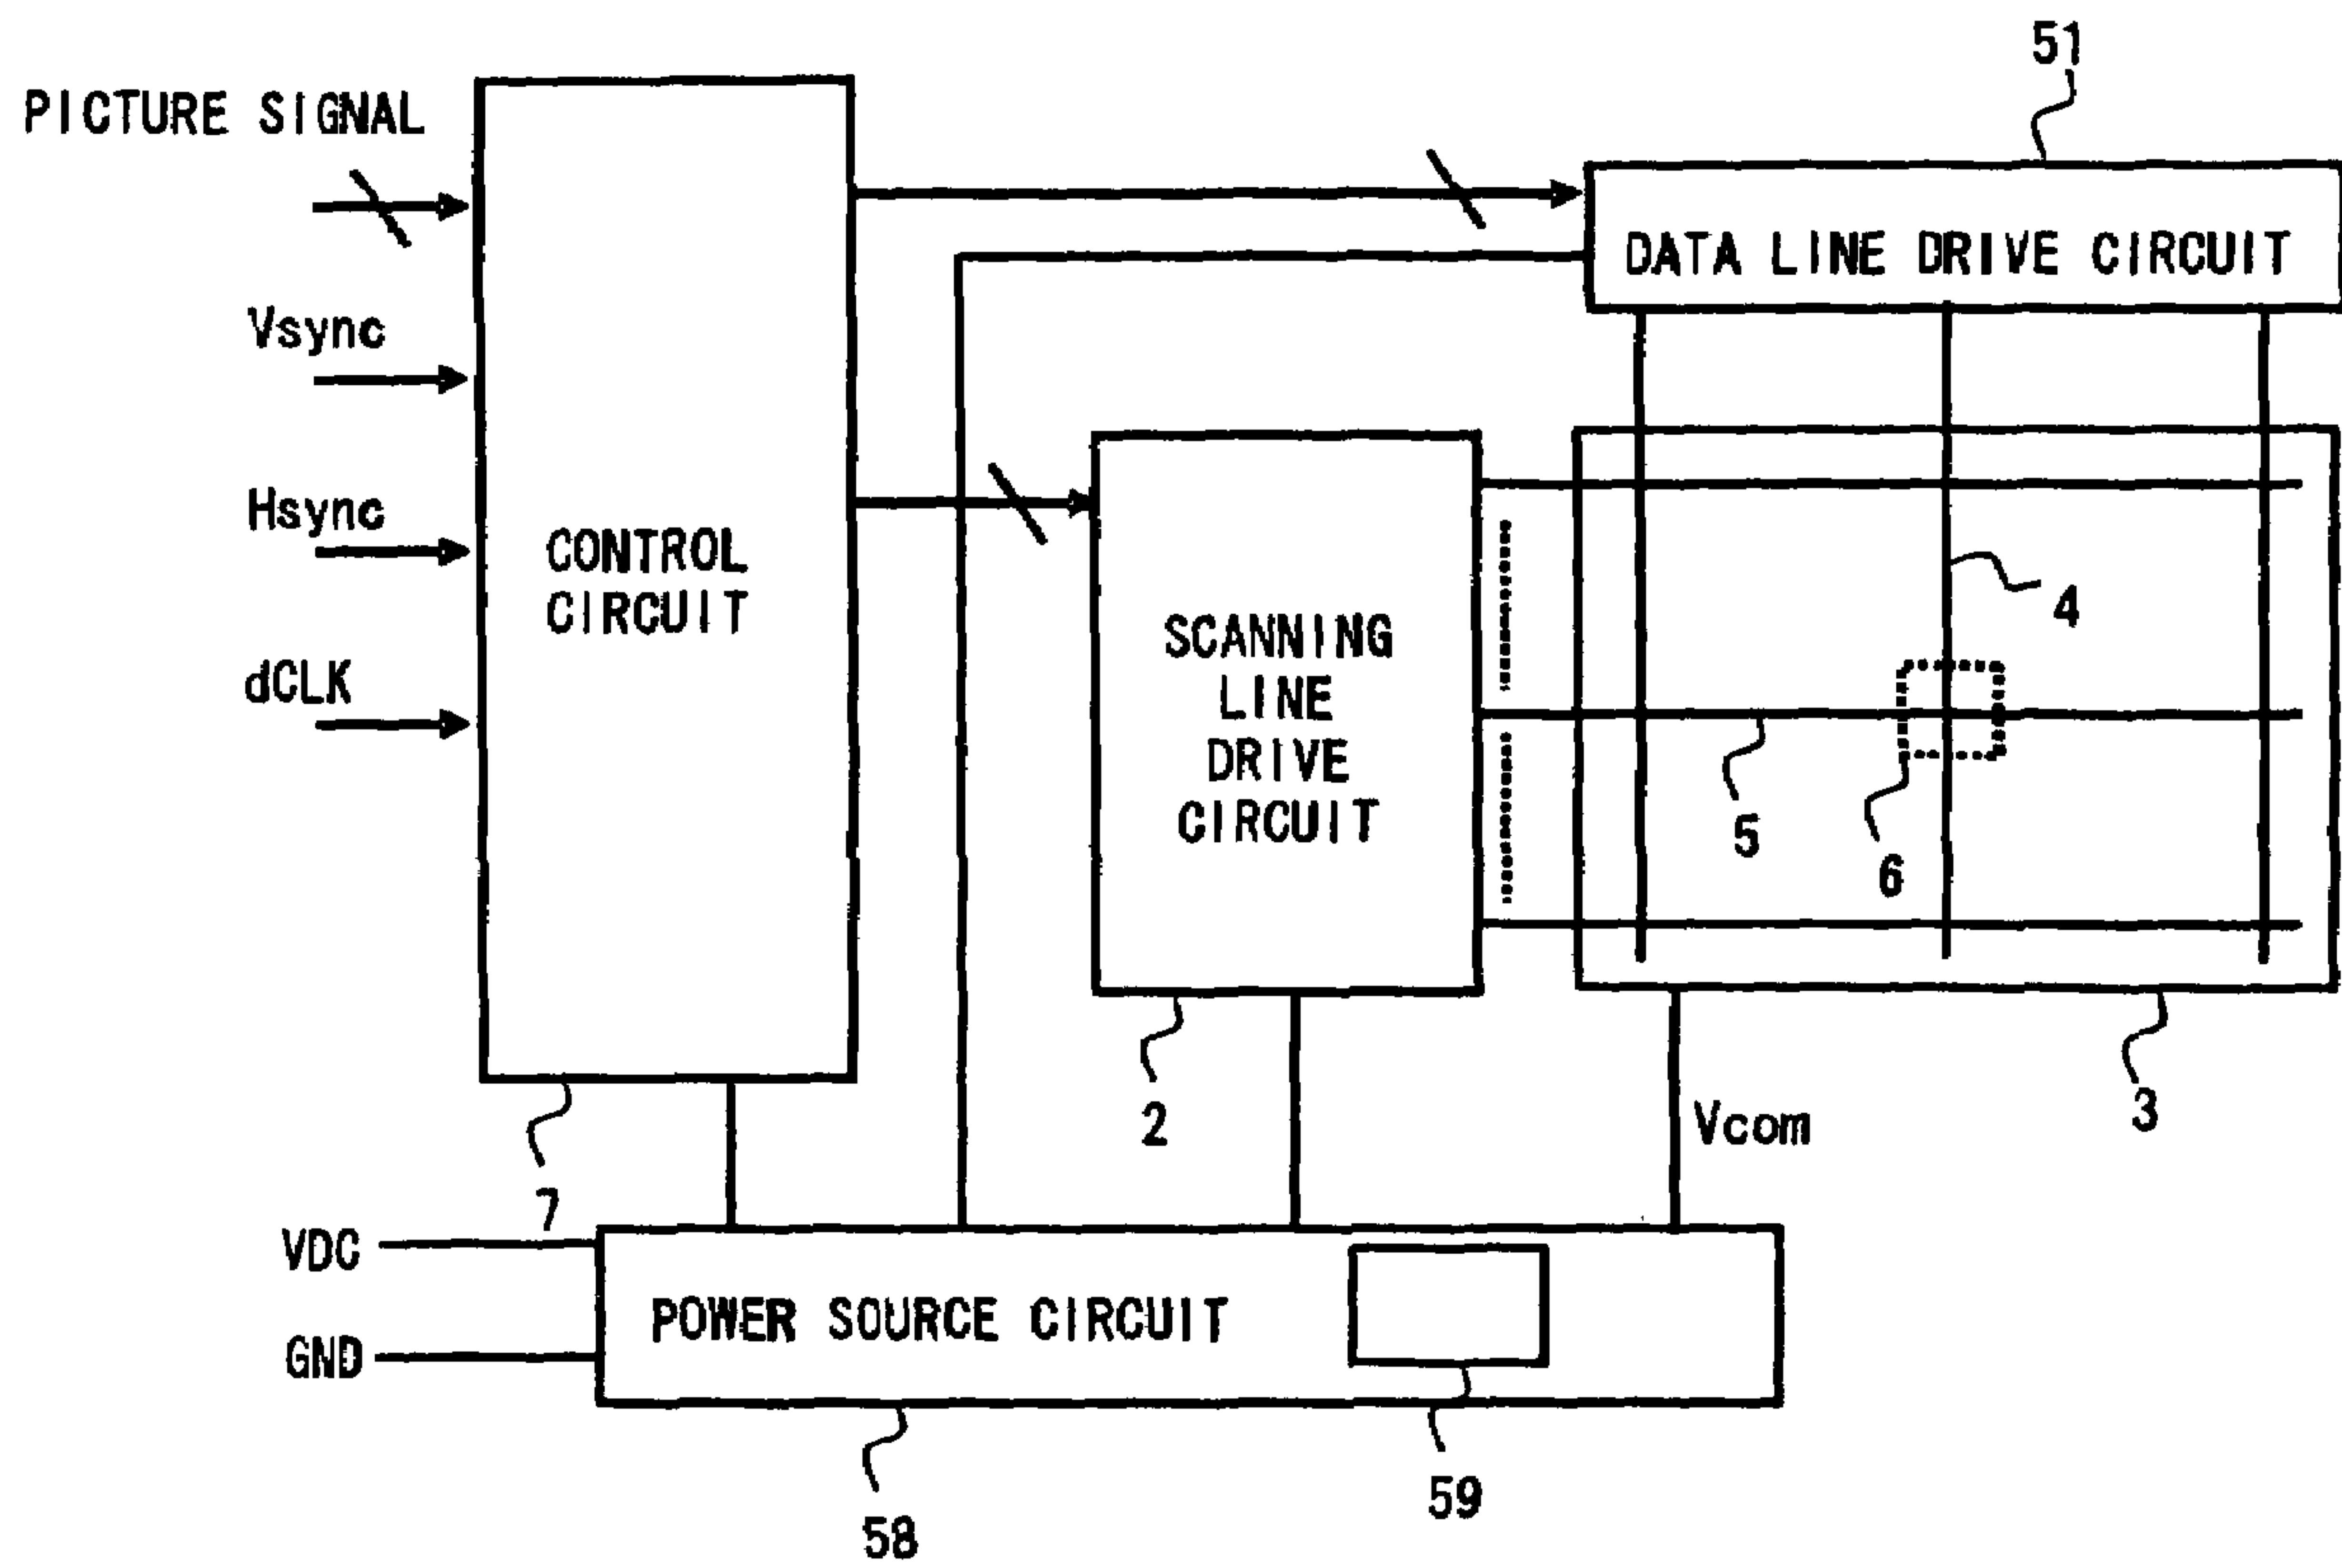 51
PICTURE SIGNAL
DATA LINE DRIVE CIRCUIT
Vsync
Hsync
CONTROL
CIRCUIT
4
SCANNING
LINE
DRIVE
CIRCUIT
dCLK
5
6
2
3
Vcom
7
VDC
POWER SOURCE CIRCUIT
GND
59
58